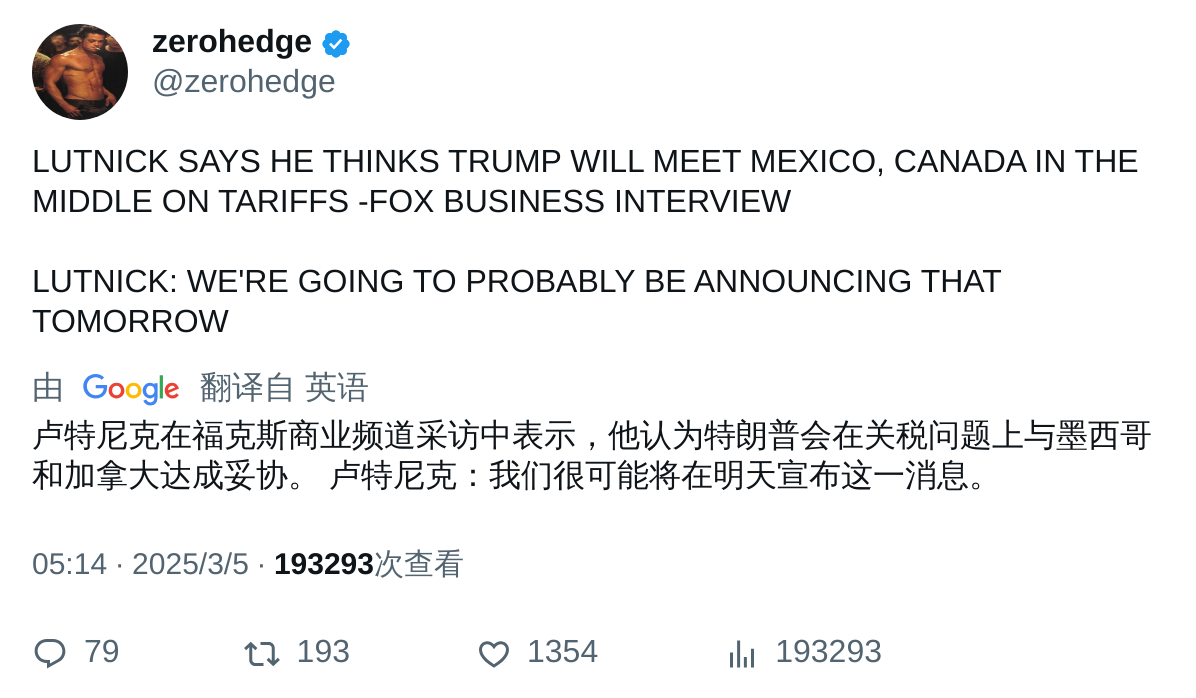 zerohedge
@zerohedge
LUTNICK SAYS HE THINKS TRUMP WILL MEET MEXICO, CANADA IN THE
MIDDLE ON TARIFFS -FOX BUSINESS INTERVIEW
LUTNICK: WE'RE GOING TO PROBABLY BE ANNOUNCING THAT
TOMORROW
由 Google 翻译自 英语
卢特尼克在福克斯商业频道采访中表示，他认为特朗普会在关税问题上与墨西哥
和加拿大达成妥协。 卢特尼克：我们很可能将在明天宣布这一消息。
05:14 · 2025/3/5 · 193293次查看
79 193 1354 193293